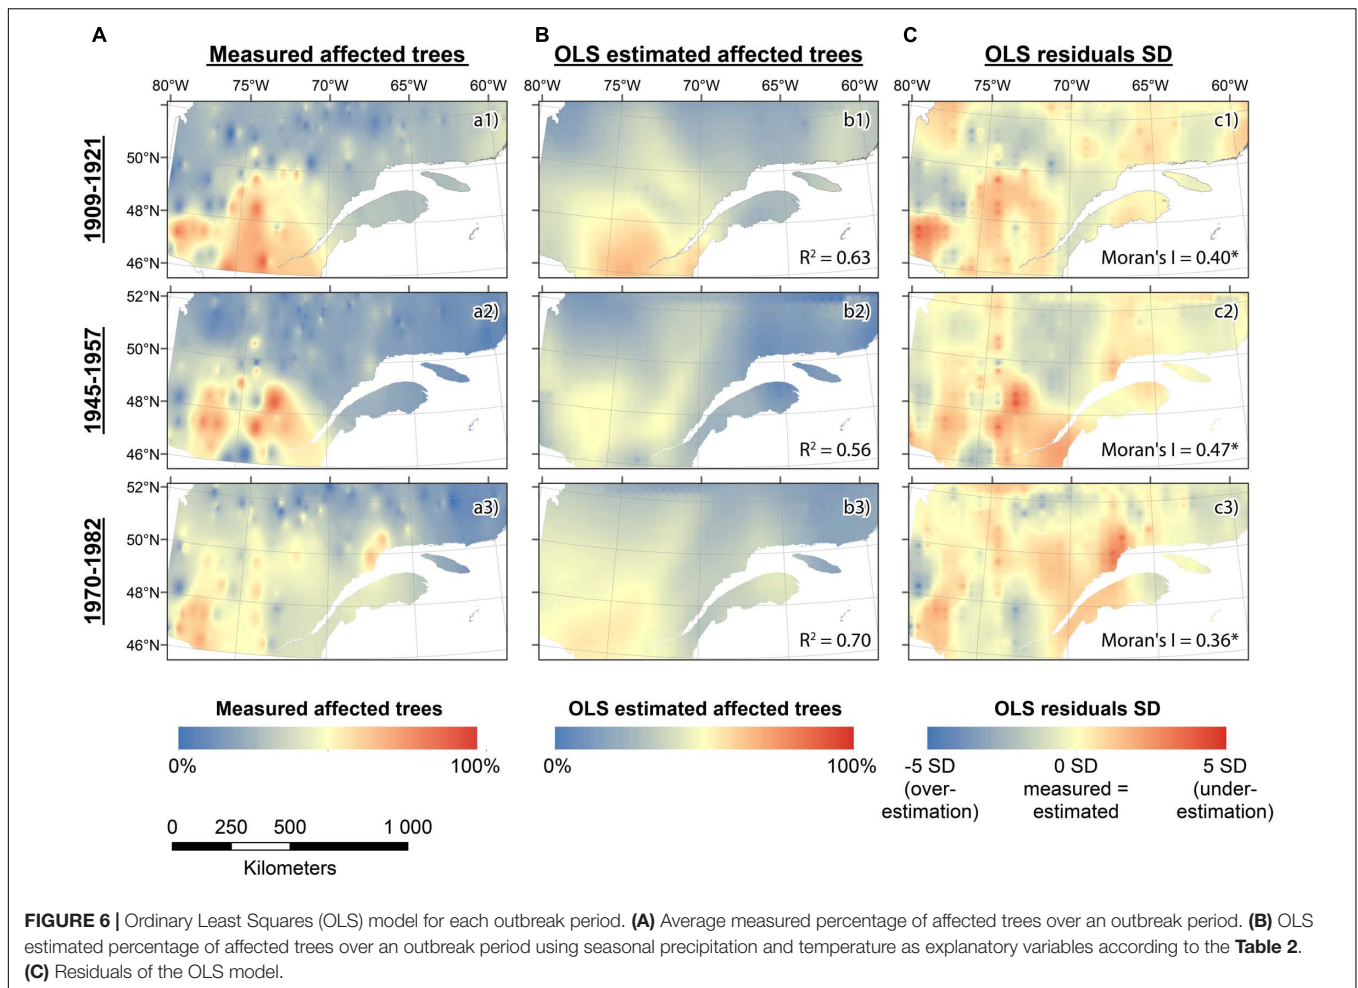 A B C
Measured affected trees OLS estimated affected trees OLS residuals SD
80°W 75°W 70°W 65°W 60°W 80°W 75°W 70°W 65°W 60°W 80°W 75°W 70°W 65°W 60°W
1909-1921
50°N
48°N
46°N
a1)
b1)
R² = 0.63
c1)
Moran's I = 0.40*
1945-1957
52°N
50°N
48°N
46°N
a2)
b2)
R² = 0.56
c2)
Moran's I = 0.47*
1970-1982
52°N
50°N
48°N
46°N
a3)
b3)
R² = 0.70
c3)
Moran's I = 0.36*
Measured affected trees
0% 100%
OLS estimated affected trees
0% 100%
OLS residuals SD
-5 SD 0 SD 5 SD
(over- measured = (under-
estimation) estimated estimation)
0 250 500 1 000
Kilometers
FIGURE 6 | Ordinary Least Squares (OLS) model for each outbreak period. (A) Average measured percentage of affected trees over an outbreak period. (B) OLS
estimated percentage of affected trees over an outbreak period using seasonal precipitation and temperature as explanatory variables according to the Table 2.
(C) Residuals of the OLS model.